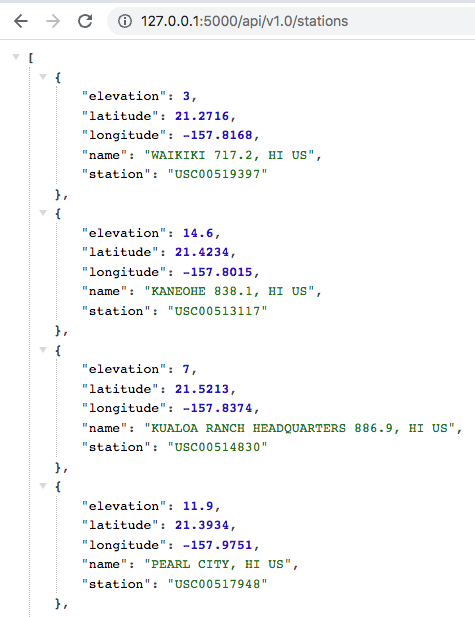 127.0.0.1:5000/api/v1.0/stations
[
{
"elevation": 3,
"latitude": 21.2716,
"longitude": -157.8168,
"name": "WAIKIKI 717.2, HI US",
"station": "USC00519397"
},
{
"elevation": 14.6,
"latitude": 21.4234,
"longitude": -157.8015,
"name": "KANEOHE 838.1, HI US",
"station": "USC00513117"
},
{
"elevation": 7,
"latitude": 21.5213,
"longitude": -157.8374,
"name": "KUALOA RANCH HEADQUARTERS 886.9, HI US",
"station": "USC00514830"
},
{
"elevation": 11.9,
"latitude": 21.3934,
"longitude": -157.9751,
"name": "PEARL CITY, HI US",
"station": "USC00517948"
},